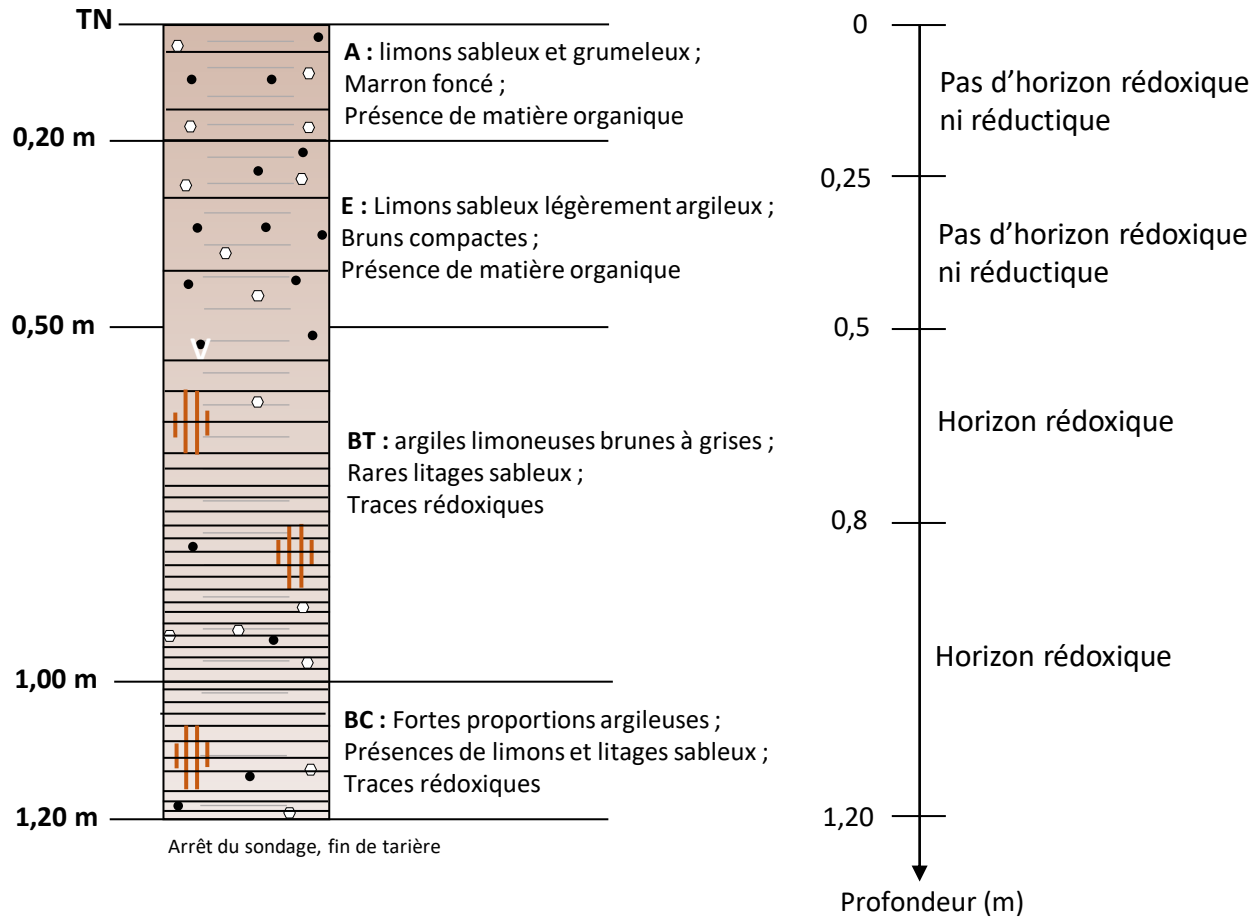 TN
A : limons sableux et grumeleux ;
Marron foncé ;
Présence de matière organique
0,20 m
E : Limons sableux légèrement argileux ;
Bruns compactes ;
Présence de matière organique
0,50 m
V
BT : argiles limoneuses brunes à grises ;
Rares litages sableux ;
Traces rédoxiques
1,00 m
BC : Fortes proportions argileuses ;
Présences de limons et litages sableux ;
Traces rédoxiques
1,20 m
Arrêt du sondage, fin de tarière
0
Pas d’horizon rédoxique
ni réductique
0,25
Pas d’horizon rédoxique
ni réductique
0,5
Horizon rédoxique
0,8
Horizon rédoxique
1,20
Profondeur (m)